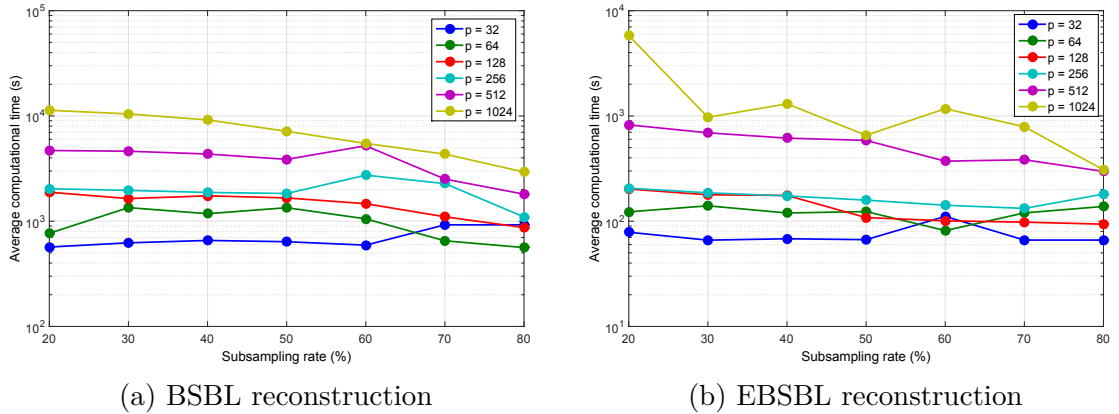 10^5
10^4
10^3
10^2
Average computational time (s)
20 30 40 50 60 70 80
Subsampling rate (%)
p = 32
p = 64
p = 128
p = 256
p = 512
p = 1024
(a) BSBL reconstruction
10^4
10^3
10^2
10^1
Average computational time (s)
20 30 40 50 60 70 80
Subsampling rate (%)
p = 32
p = 64
p = 128
p = 256
p = 512
p = 1024
(b) EBSBL reconstruction